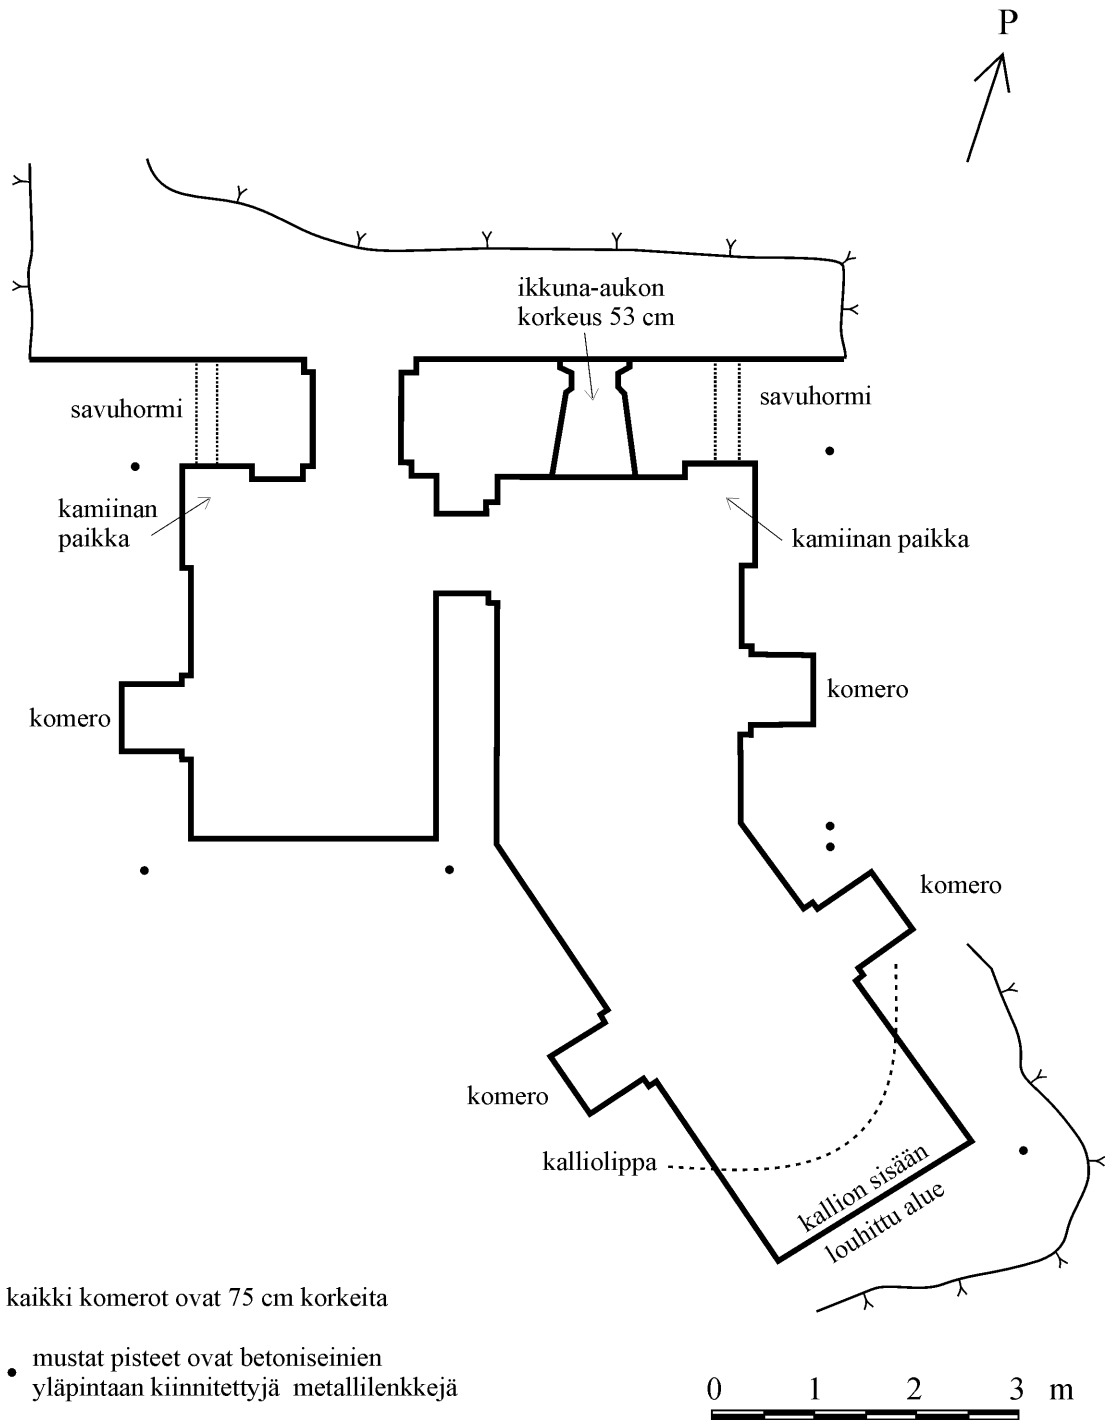 P
ikkuna-aukon
korkeus 53 cm
savuhormi
savuhormi
kamiinan
paikka
kamiinan paikka
komero
komero
komero
komero
kalliolippa
kallion sisään
louhittu alue
kaikki komerot ovat 75 cm korkeita
mustat pisteet ovat betoniseinien
yläpintaan kiinnitettyjä metallilenkkejä
0 1 2 3 m